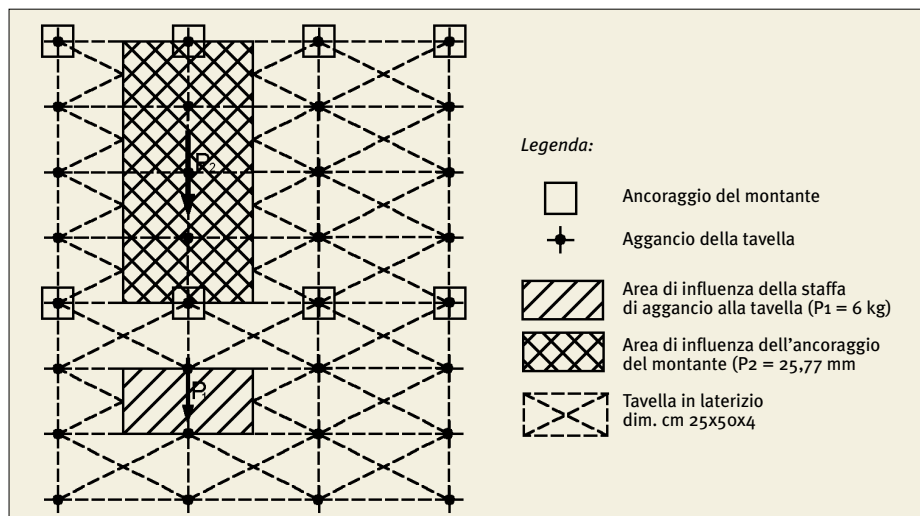 P2
P1
Legenda:
Ancoraggio del montante
Aggancio della tavella
Area di influenza della staffa
di aggancio alla tavella (P1 = 6 kg)
Area di influenza dell'ancoraggio
del montante (P2 = 25,77 mm
Tavella in laterizio
dim. cm 25x50x4